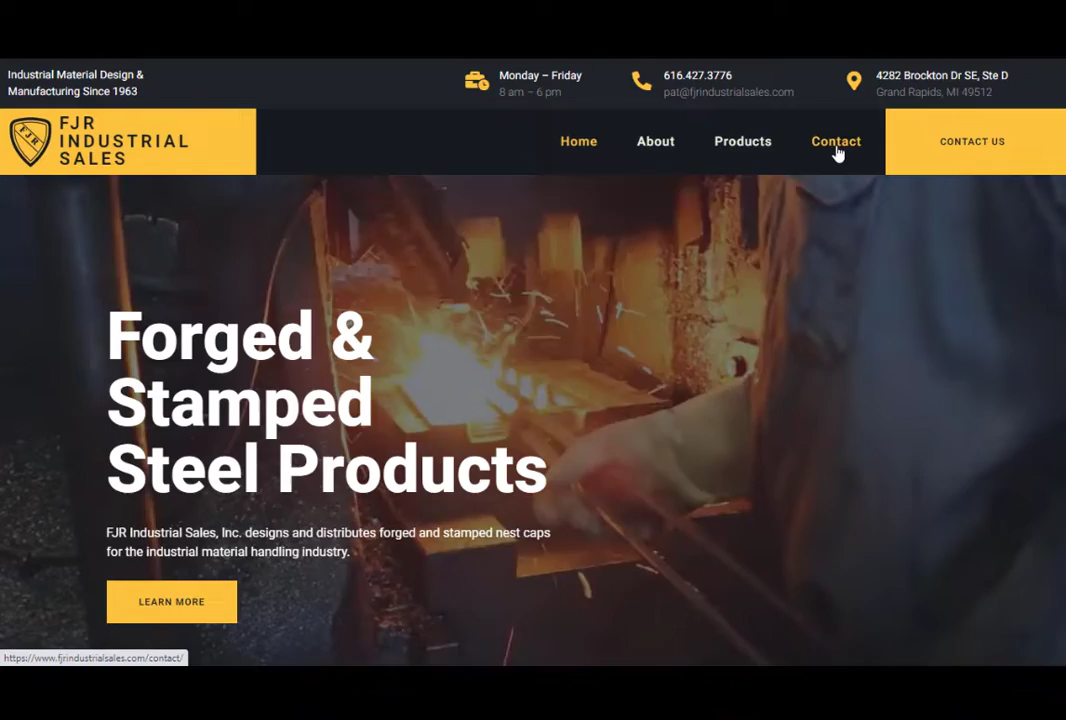 Industrial Material Design &
Manufacturing Since 1963
Monday – Friday
8 am – 6 pm
616.427.3776
pat@fjrindustrialsales.com
4282 Brockton Dr SE, Ste D
Grand Rapids, MI 49512
FJR
FJR
INDUSTRIAL
SALES
Home
About
Products
Contact
CONTACT US
Forged &
Stamped
Steel Products
FJR Industrial Sales, Inc. designs and distributes forged and stamped nest caps
for the industrial material handling industry.
LEARN MORE
https://www.fjrindustrialsales.com/contact/